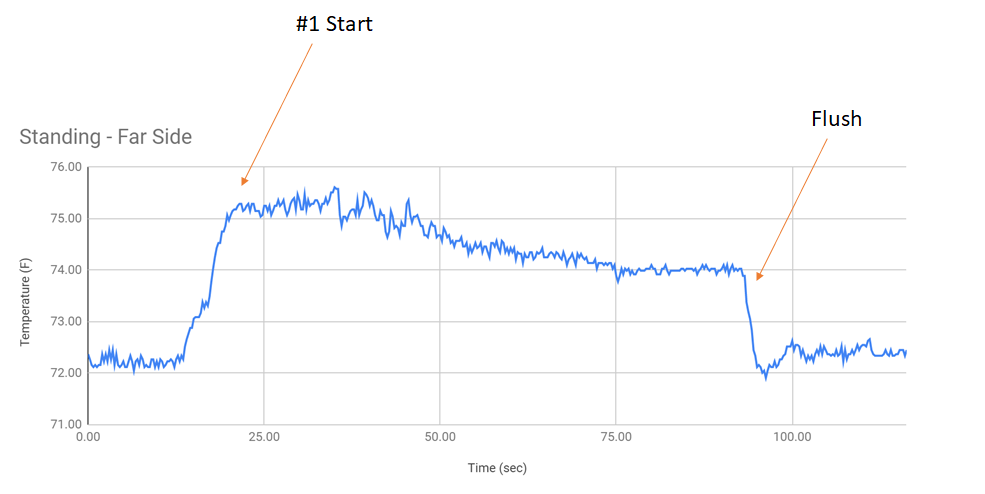 #1 Start
Flush
Standing - Far Side
76.00
75.00
74.00
73.00
72.00
71.00
Temperature (F)
0.00 25.00 50.00 75.00 100.00
Time (sec)